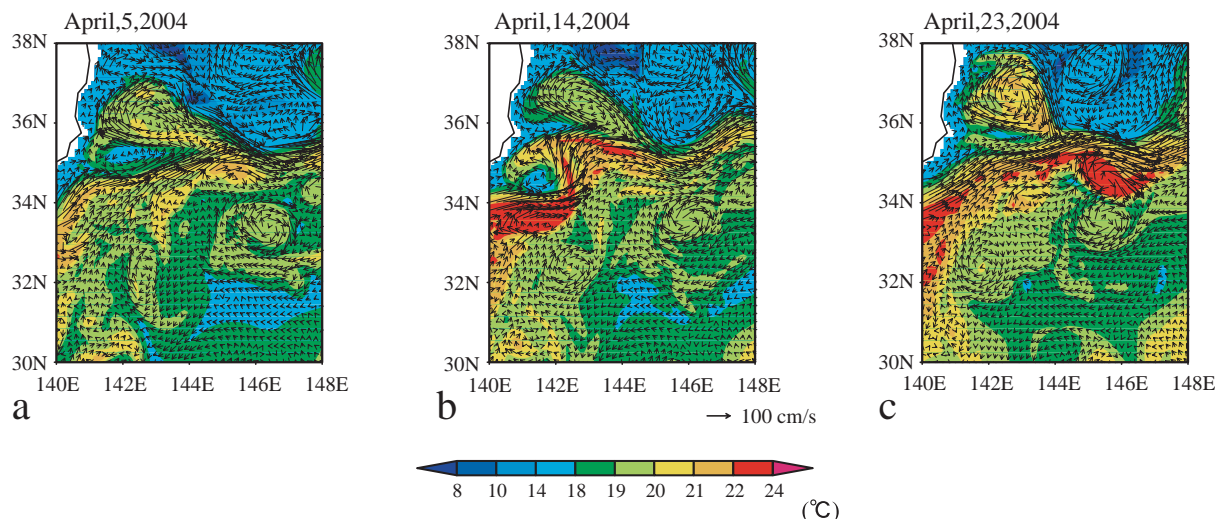 April,5,2004
April,14,2004
April,23,2004
38N
36N
34N
32N
30N
140E 142E 144E 146E 148E
a
38N
36N
34N
32N
30N
140E 142E 144E 146E 148E
b
→ 100 cm/s
38N
36N
34N
32N
30N
140E 142E 144E 146E 148E
c
8 10 14 18 19 20 21 22 24
(℃)